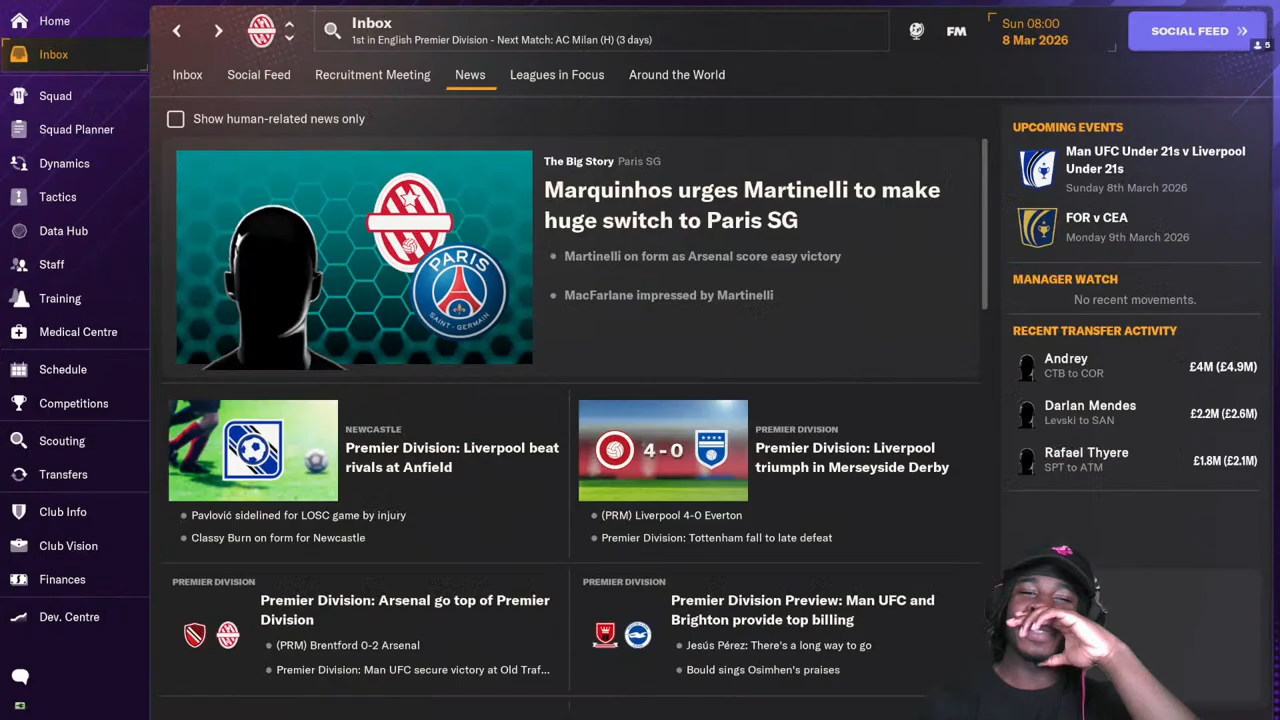 Home
Inbox
Squad
Squad Planner
Dynamics
Tactics
Data Hub
Staff
Training
Medical Centre
Schedule
Competitions
Scouting
Transfers
Club Info
Club Vision
Finances
Dev. Centre
Inbox
1st in English Premier Division - Next Match: AC Milan (H) (3 days)
FM
Sun 08:00
8 Mar 2026
SOCIAL FEED
5
Inbox
Social Feed
Recruitment Meeting
News
Leagues in Focus
Around the World
Show human-related news only
PARIS
SAINT-GERMAIN
The Big Story Paris SG
Marquinhos urges Martinelli to make
huge switch to Paris SG
Martinelli on form as Arsenal score easy victory
MacFarlane impressed by Martinelli
NEWCASTLE
Premier Division: Liverpool beat
rivals at Anfield
Pavlović sidelined for LOSC game by injury
Classy Burn on form for Newcastle
4-0
PREMIER DIVISION
Premier Division: Liverpool
triumph in Merseyside Derby
(PRM) Liverpool 4-0 Everton
Premier Division: Tottenham fall to late defeat
PREMIER DIVISION
Premier Division: Arsenal go top of Premier
Division
(PRM) Brentford 0-2 Arsenal
Premier Division: Man UFC secure victory at Old Traf...
PREMIER DIVISION
Premier Division Preview: Man UFC and
Brighton provide top billing
Jesús Pérez: There's a long way to go
Bould sings Osimhen's praises
UPCOMING EVENTS
Man UFC Under 21s v Liverpool
Under 21s
Sunday 8th March 2026
FOR v CEA
Monday 9th March 2026
MANAGER WATCH
No recent movements.
RECENT TRANSFER ACTIVITY
Andrey
CTB to COR
£4M (£4.9M)
Darlan Mendes
Levski to SAN
£2.2M (£2.6M)
Rafael Thyere
SPT to ATM
£1.8M (£2.1M)